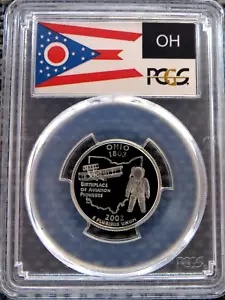 OH
PCGS
OHIO
1803
BIRTHPLACE
OF AVIATION
PIONEERS
2002
E PLURIBUS UNUM